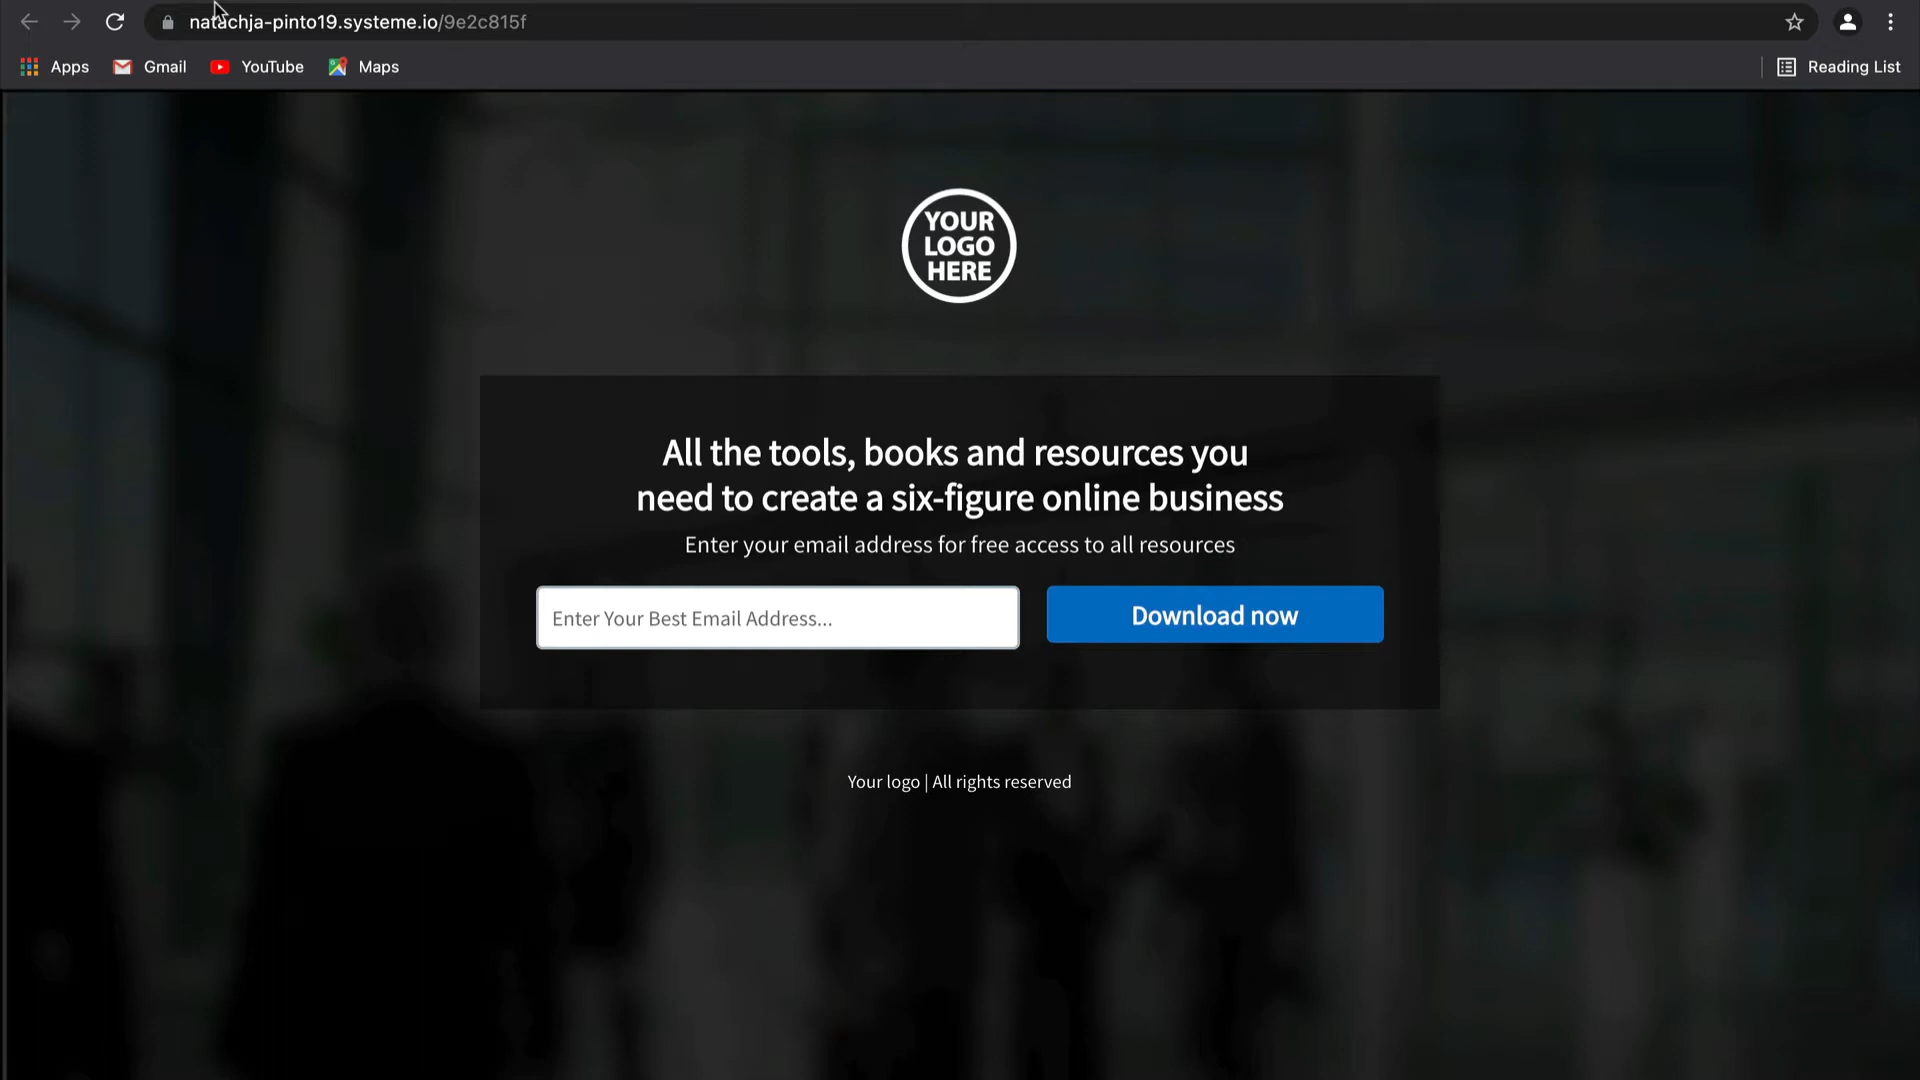 natachja-pinto19.systeme.io/9e2c815f
Apps Gmail YouTube Maps Reading List
YOUR
LOGO
HERE
All the tools, books and resources you
need to create a six-figure online business
Enter your email address for free access to all resources
Enter Your Best Email Address...
Download now
Your logo | All rights reserved